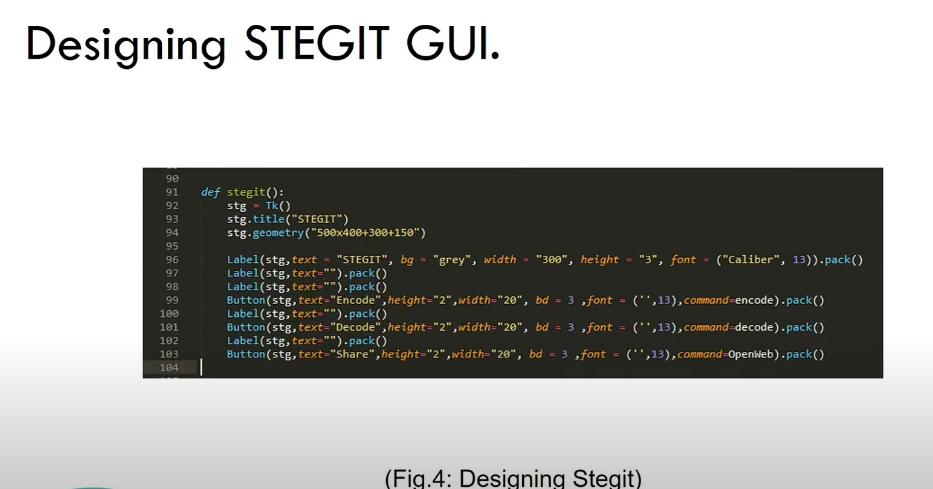 Designing STEGIT GUI.
90
91 def stegit():
92 stg = Tk()
93 stg.title("STEGIT")
94 stg.geometry("500x400+300+150")
95
96 Label(stg,text = "STEGIT", bg = "grey", width = "300", height = "3", font = ("Caliber", 13)).pack()
97 Label(stg,text="").pack()
98 Label(stg,text="").pack()
99 Button(stg,text="Encode",height="2",width="20", bd = 3 ,font = ('',13),command=encode).pack()
100 Label(stg,text="").pack()
101 Button(stg,text="Decode",height="2",width="20", bd = 3 ,font = ('',13),command=decode).pack()
102 Label(stg,text="").pack()
103 Button(stg,text="Share",height="2",width="20", bd = 3 ,font = ('',13),command=OpenWeb).pack()
104
(Fig.4: Designing Stegit)